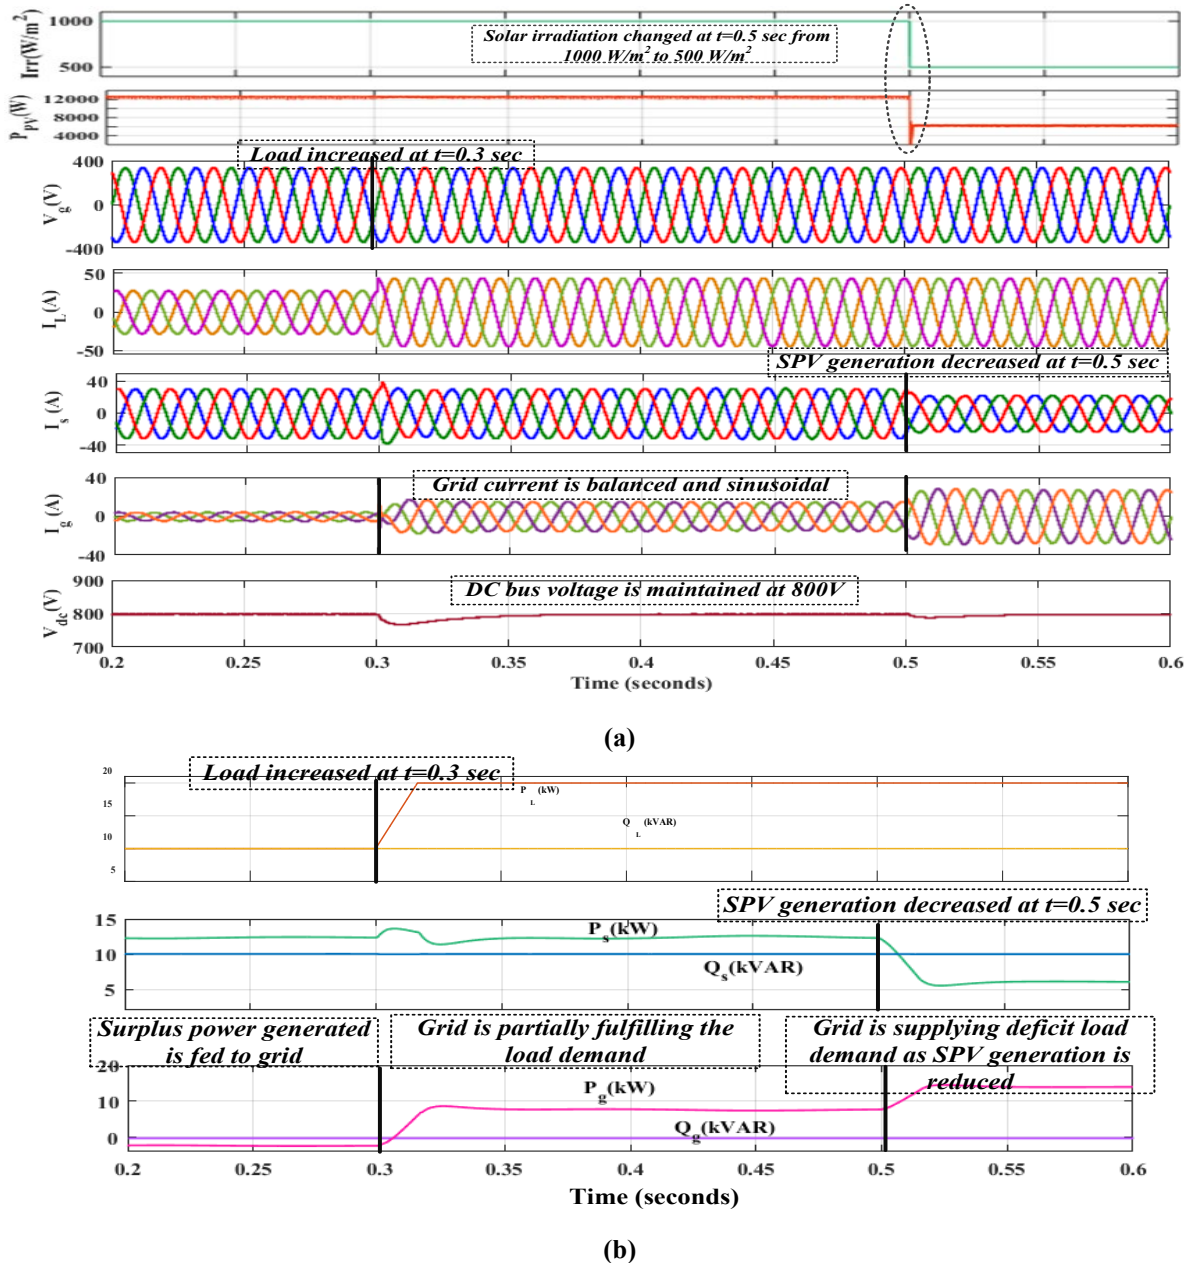 1000
500
Irr(W/m²)
Solar irradiation changed at t=0.5 sec from
1000 W/m² to 500 W/m²
12000
8000
4000
P_PV(W)
Load increased at t=0.3 sec
400
0
-400
V_g(V)
50
0
-50
I_L(A)
SPV generation decreased at t=0.5 sec
40
0
-40
I_s(A)
Grid current is balanced and sinusoidal
40
0
-40
I_g(A)
DC bus voltage is maintained at 800V
900
800
700
V_dc(V)
0.2 0.25 0.3 0.35 0.4 0.45 0.5 0.55 0.6
Time (seconds)
(a)
Load increased at t=0.3 sec
20
15
10
5
P_L (kW)
Q_L (kVAR)
SPV generation decreased at t=0.5 sec
15
10
5
P_s(kW)
Q_s(kVAR)
Surplus power generated
is fed to grid
Grid is partially fulfilling the
load demand
Grid is supplying deficit load
demand as SPV generation is
reduced
20
10
0
P_g(kW)
Q_g(kVAR)
0.2 0.25 0.3 0.35 0.4 0.45 0.5 0.55 0.6
Time (seconds)
(b)